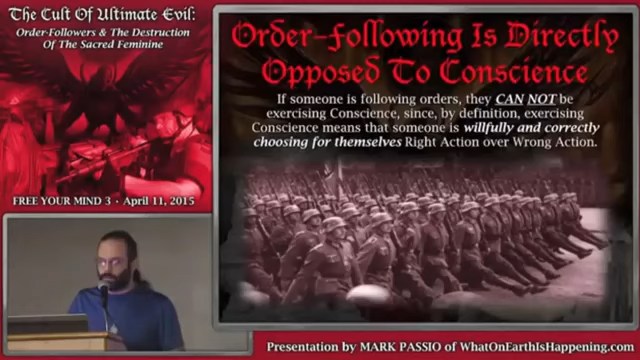 The Cult Of Ultimate Evil:
Order-Followers & The Destruction
Of The Sacred Feminine
FREE YOUR MIND 3 • April 11, 2015
Order-Following Is Directly
Opposed To Conscience
If someone is following orders, they CAN NOT be
exercising Conscience, since, by definition, exercising
Conscience means that someone is willfully and correctly
choosing for themselves Right Action over Wrong Action.
Presentation by MARK PASSIO of WhatOnEarthIsHappening.com